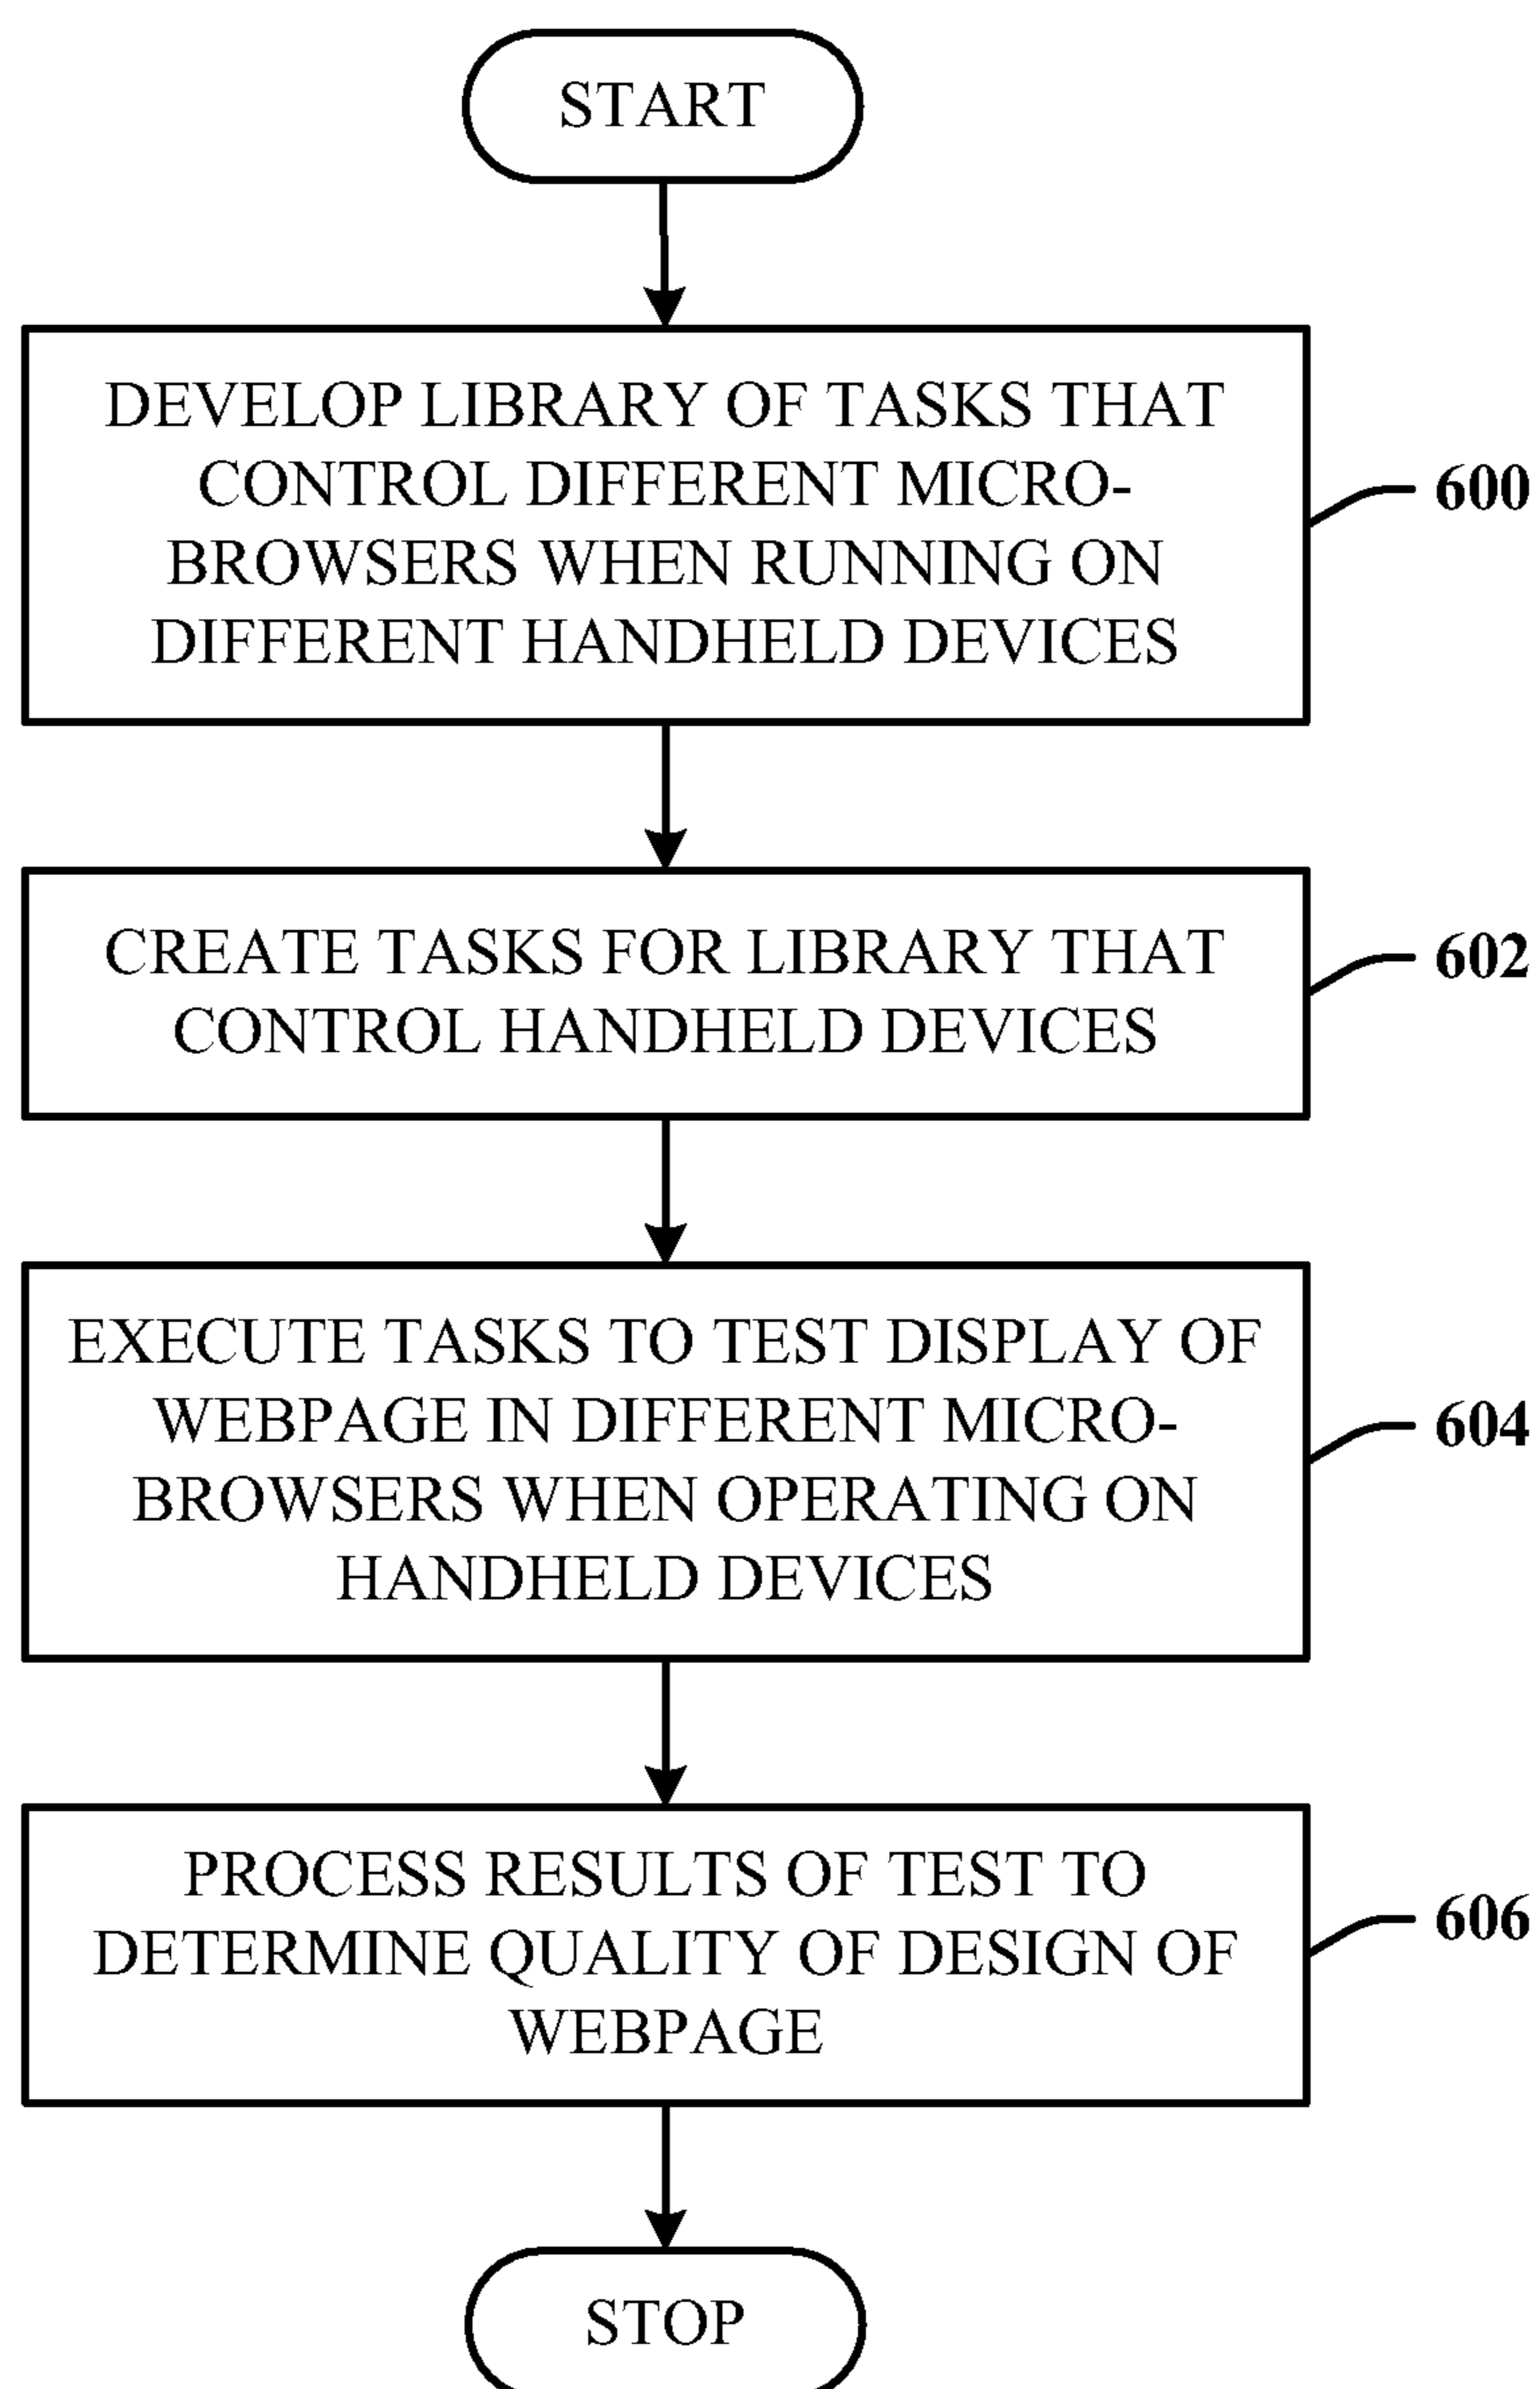 START
DEVELOP LIBRARY OF TASKS THAT
CONTROL DIFFERENT MICRO-
BROWSERS WHEN RUNNING ON
DIFFERENT HANDHELD DEVICES
600
CREATE TASKS FOR LIBRARY THAT
CONTROL HANDHELD DEVICES
602
EXECUTE TASKS TO TEST DISPLAY OF
WEBPAGE IN DIFFERENT MICRO-
BROWSERS WHEN OPERATING ON
HANDHELD DEVICES
604
PROCESS RESULTS OF TEST TO
DETERMINE QUALITY OF DESIGN OF
WEBPAGE
606
STOP